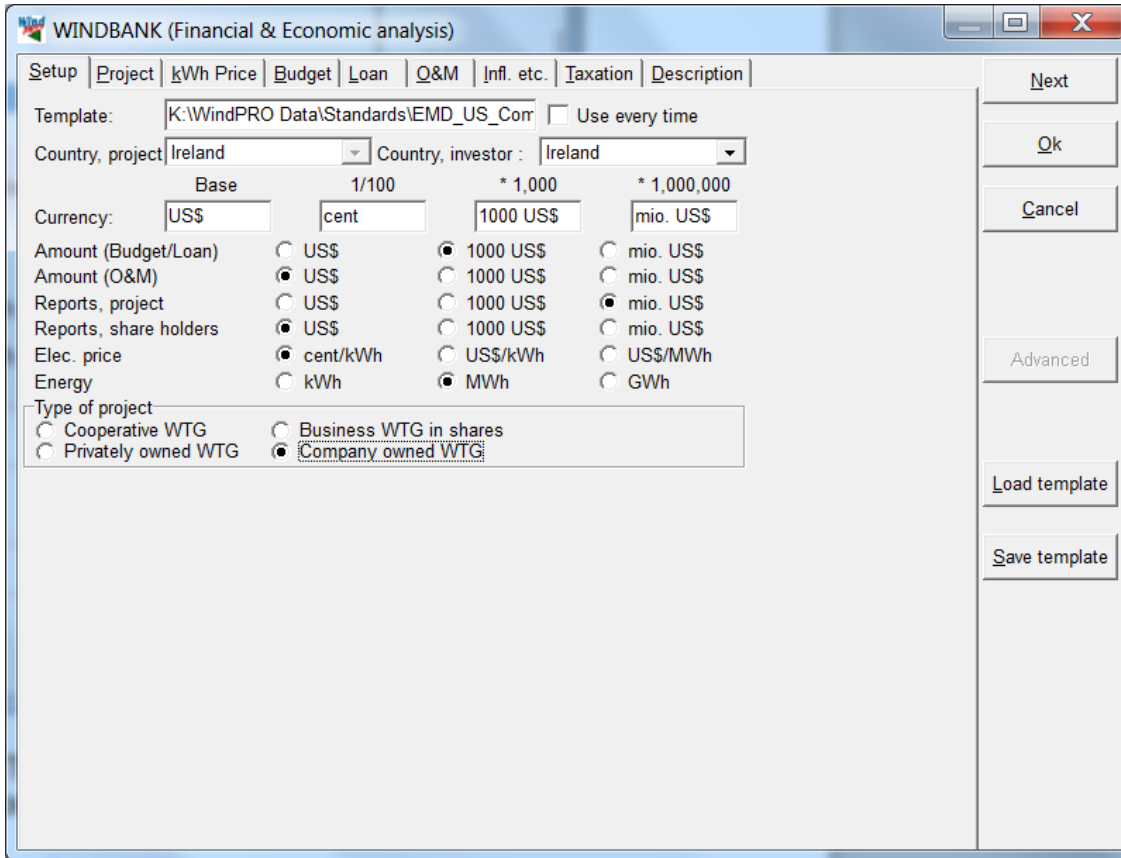 WINDBANK (Financial & Economic analysis)
Setup Project kWh Price Budget Loan O&M Infl. etc. Taxation Description
Next
Template: K:\WindPRO Data\Standards\EMD_US_Com Use every time
Ok
Country, project Ireland Country, investor : Ireland
Base 1/100 * 1,000 * 1,000,000
Currency: US$ cent 1000 US$ mio. US$
Cancel
Amount (Budget/Loan) US$ 1000 US$ mio. US$
Amount (O&M) US$ 1000 US$ mio. US$
Reports, project US$ 1000 US$ mio. US$
Reports, share holders US$ 1000 US$ mio. US$
Elec. price cent/kWh US$/kWh US$/MWh
Advanced
Energy kWh MWh GWh
Type of project
Cooperative WTG Business WTG in shares
Privately owned WTG Company owned WTG
Load template
Save template